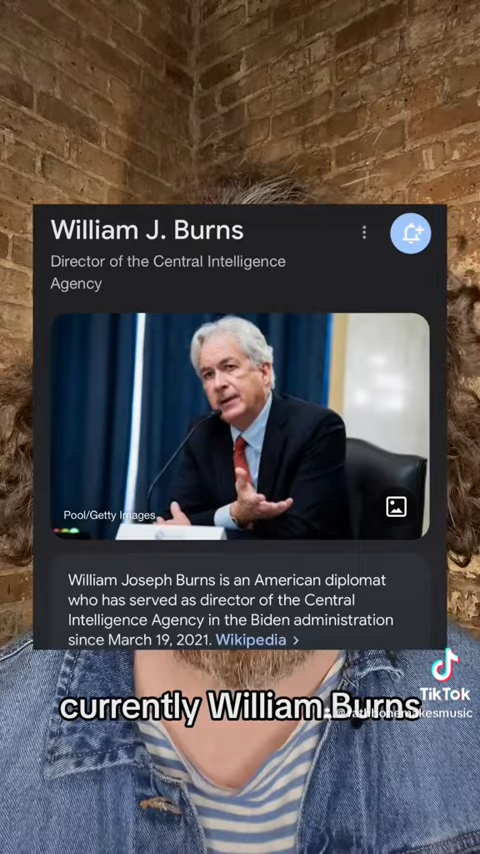 William J. Burns
Director of the Central Intelligence
Agency
Pool/Getty Images
William Joseph Burns is an American diplomat
who has served as director of the Central
Intelligence Agency in the Biden administration
since March 19, 2021. Wikipedia >
currently William Burns
TikTok